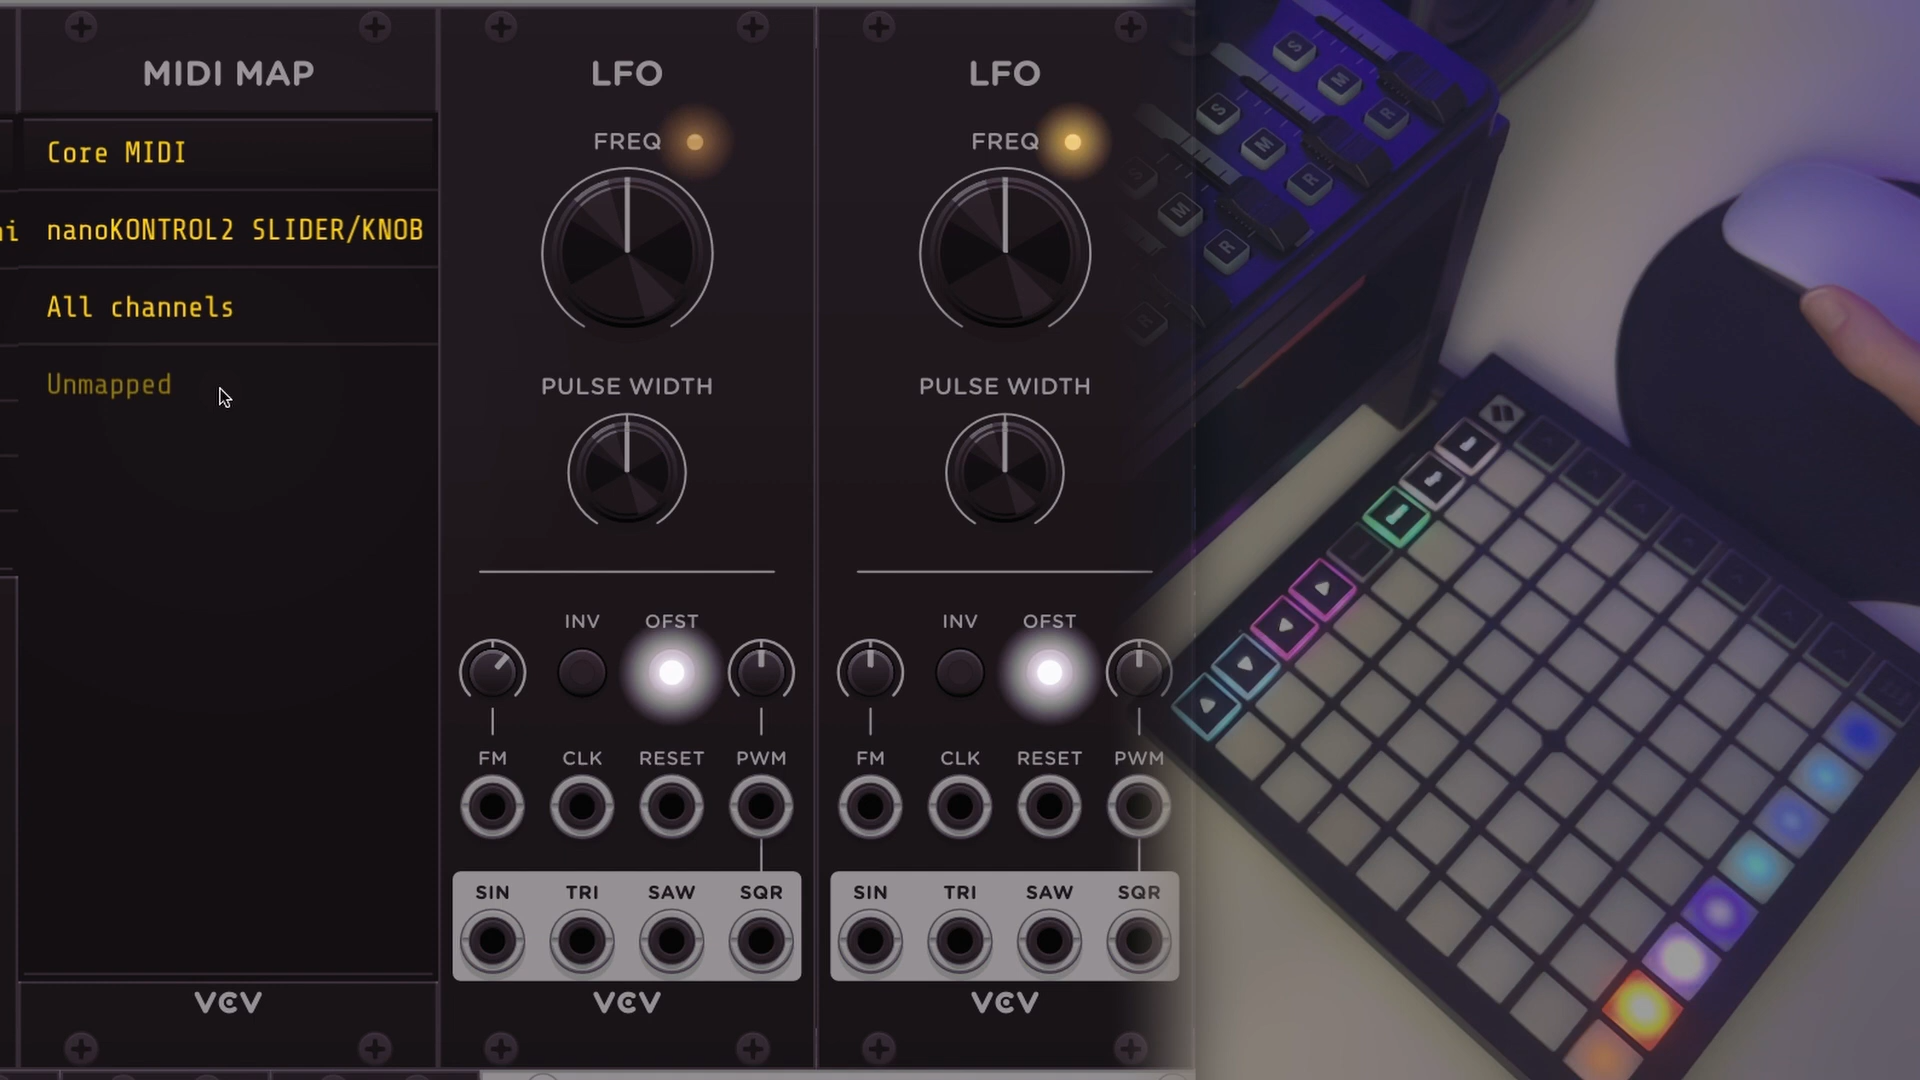 MIDI MAP
Core MIDI
nanoKONTROL2 SLIDER/KNOB
All channels
Unmapped
VCV
LFO
FREQ
PULSE WIDTH
INV OFST
FM CLK RESET PWM
SIN TRI SAW SQR
VCV
LFO
FREQ
PULSE WIDTH
INV OFST
FM CLK RESET PWM
SIN TRI SAW SQR
VCV
S
M
R
S
M
R
M
R
R